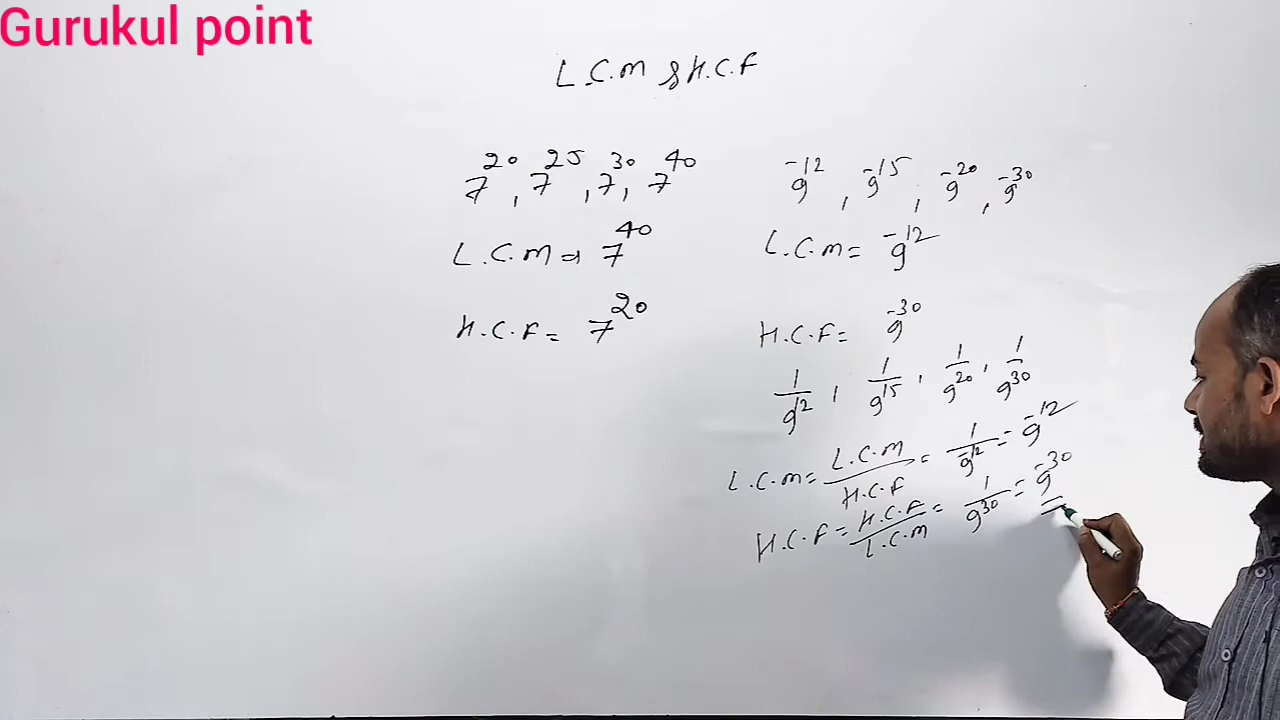 Gurukul point
L.C.M & H.C.F
7^20, 7^25, 7^30, 7^40
L.C.M = 7^40
H.C.F = 7^20
9^-12, 9^-15, 9^-20, 9^-30
L.C.M = 9^-12
H.C.F = 9^-30
1/9^12, 1/9^15, 1/9^20, 1/9^30
L.C.M = L.C.M/H.C.F = 1/9^12 = 9^-12
H.C.F = H.C.F/L.C.M = 1/9^30 = 9^-30